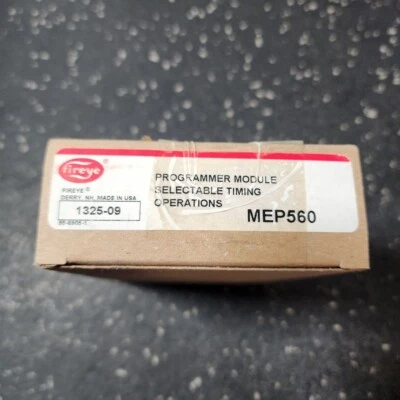 fireye
FIREYE®
DERRY, NH, MADE IN USA
1325-09
PROGRAMMER MODULE
SELECTABLE TIMING
OPERATIONS
MEP560